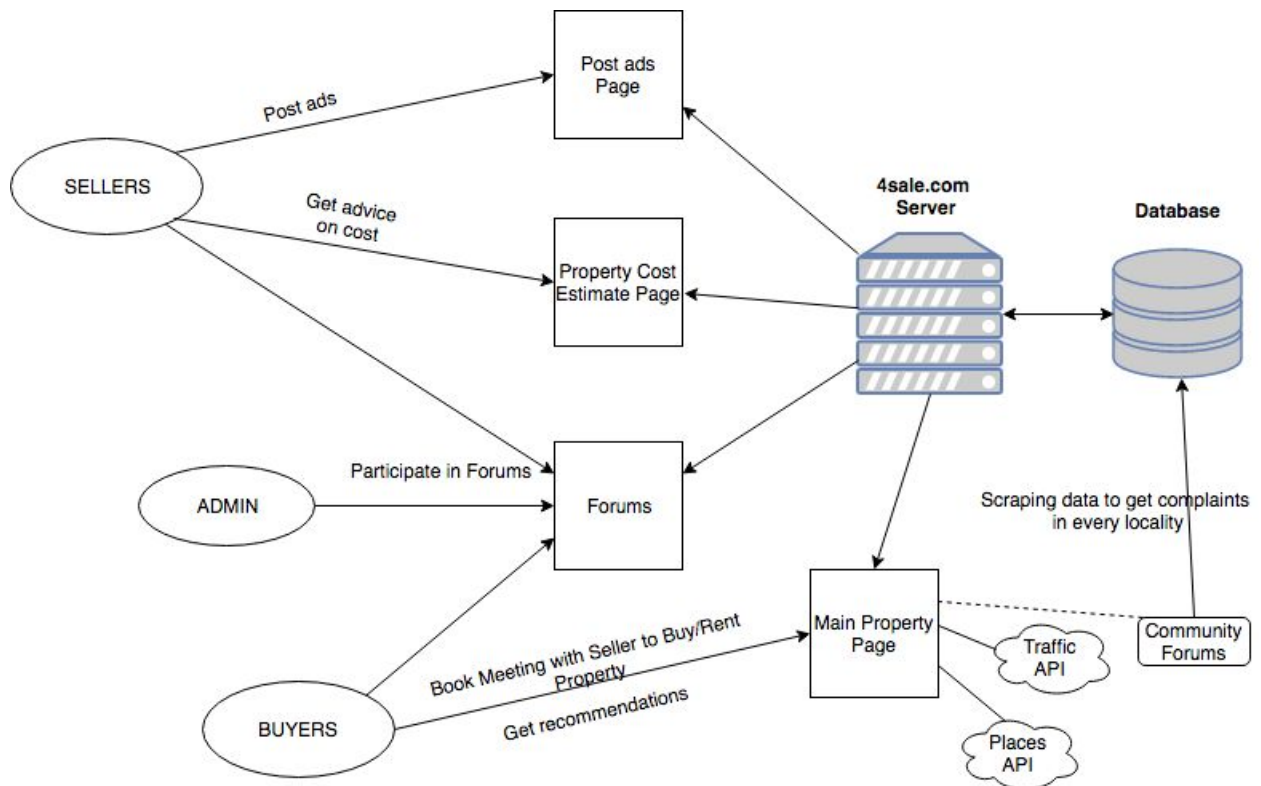 Post ads
Page
Post ads
SELLERS
4sale.com
Server
Database
Get advice
on cost
Property Cost
Estimate Page
Participate in Forums
ADMIN
Forums
Scraping data to get complaints
in every locality
Main Property
Page
Community
Forums
Traffic
API
Book Meeting with Seller to Buy/Rent
Property
Get recommendations
BUYERS
Places
API